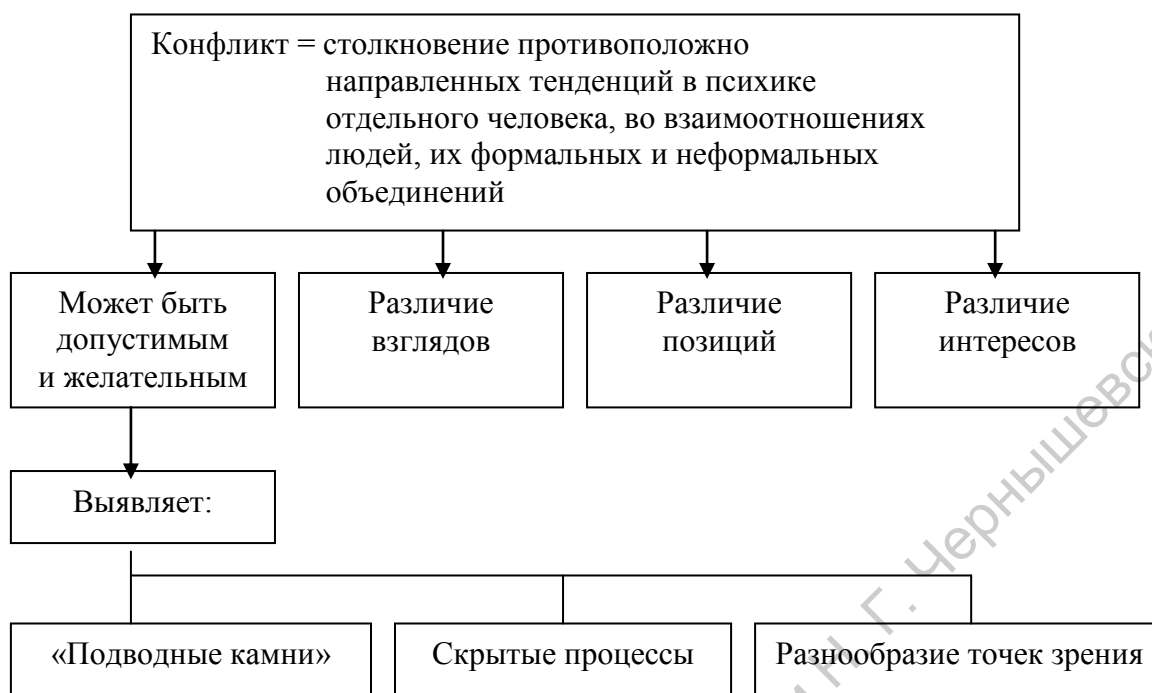 Конфликт = столкновение противоположно
направленных тенденций в психике
отдельного человека, во взаимоотношениях
людей, их формальных и неформальных
объединений
Может быть
допустимым
и желательным
Различие
взглядов
Различие
позиций
Различие
интересов
Выявляет:
«Подводные камни»
Скрытые процессы
Разнообразие точек зрения
Н. Г. Чернышевск